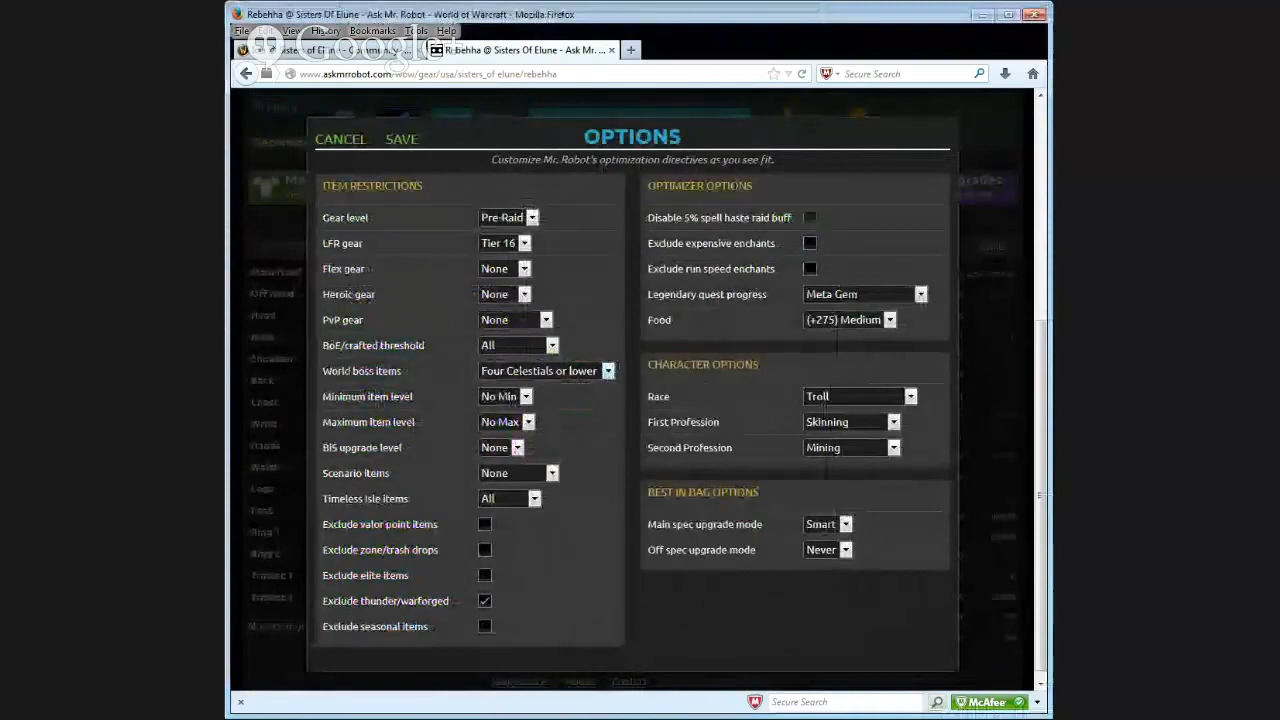 Rebehha @ Sisters Of Elune - Ask Mr. Robot - World of Warcraft - Mozilla Firefox
File Edit View History Bookmarks Tools Help
Google+
Sisters of Elune - Community
Rebehha @ Sisters Of Elune - Ask Mr. ... × +
www.askmrrobot.com/wow/gear/usa/sisters_of elune/rebehha
Secure Search
CANCEL SAVE OPTIONS
Customize Mr. Robot's optimization directives as you see fit.
ITEM RESTRICTIONS
Gear level Pre-Raid
LFR gear Tier 16
Flex gear None
Heroic gear None
PvP gear None
BoE/crafted threshold All
World boss items Four Celestials or lower
Minimum item level No Min
Maximum item level No Max
BiS upgrade level None
Scenario items None
Timeless Isle items All
Exclude valor point items
Exclude zone/trash drops
Exclude elite items
Exclude thunder/warforged
Exclude seasonal items
OPTIMIZER OPTIONS
Disable 5% spell haste raid buff
Exclude expensive enchants
Exclude run speed enchants
Legendary quest progress Meta Gem
Food (+275) Medium
CHARACTER OPTIONS
Race Troll
First Profession Skinning
Second Profession Mining
BEST IN BAG OPTIONS
Main spec upgrade mode Smart
Off spec upgrade mode Never
Secure Search
McAfee